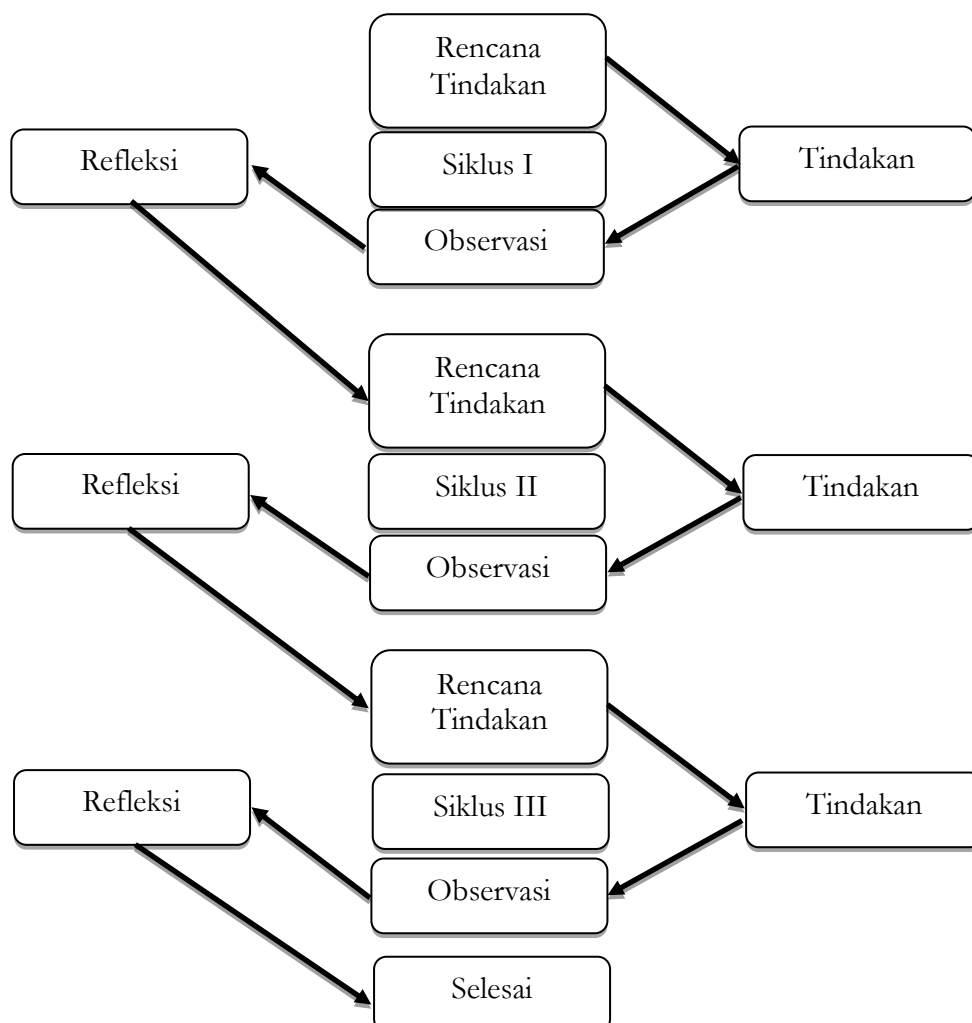 Rencana
Tindakan
Refleksi
Siklus I
Tindakan
Observasi
Rencana
Tindakan
Refleksi
Siklus II
Tindakan
Observasi
Rencana
Tindakan
Refleksi
Siklus III
Tindakan
Observasi
Selesai